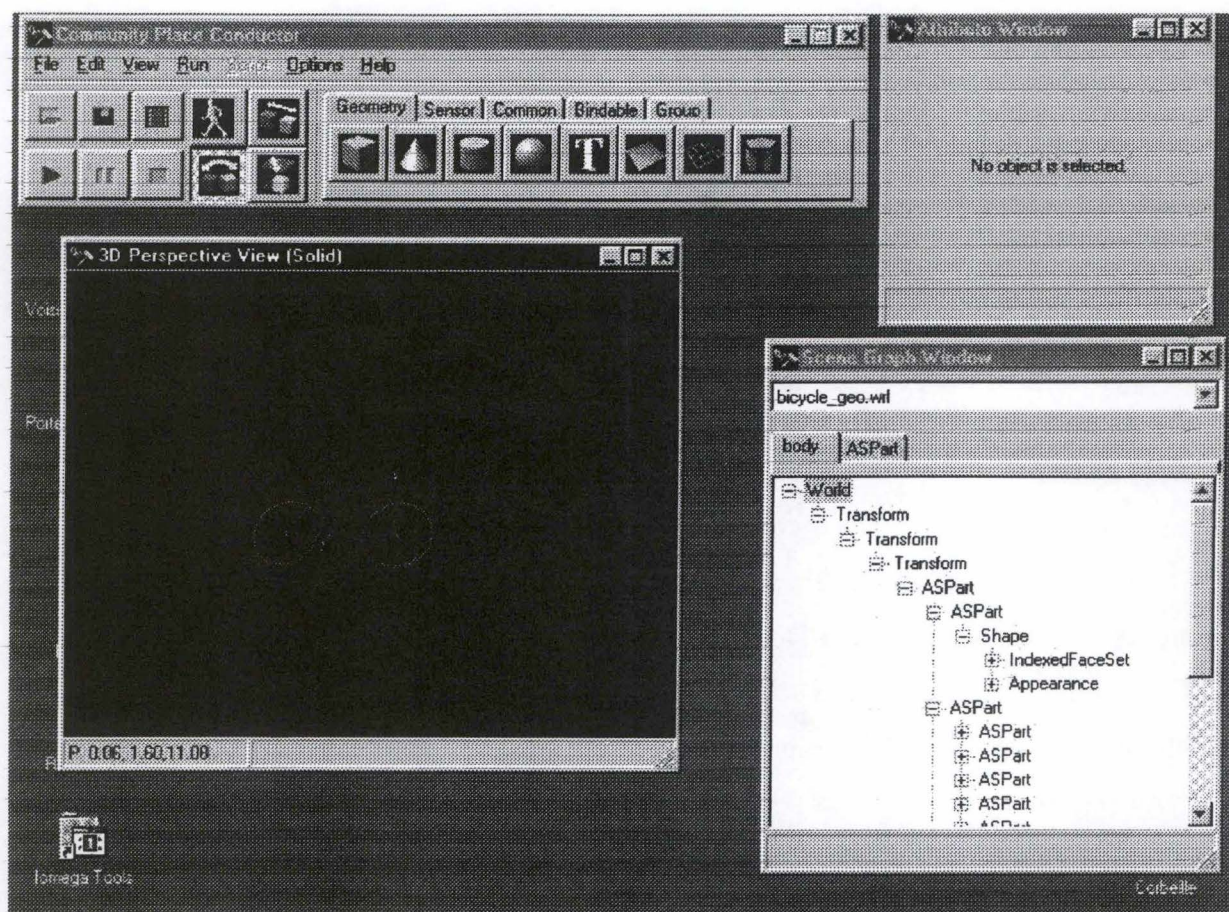 Community Place Conductor
File Edit View Run Script Options Help
Geometry Sensor Common Bindable Group
T
Attribute Window
No object is selected.
3D Perspective View (Solid)
P 0.06, 1.60,11.08
Scene Graph Window
bicycle_geo.wrl
body ASPart
World
Transform
Transform
Transform
ASPart
ASPart
Shape
IndexedFaceSet
Appearance
ASPart
ASPart
ASPart
ASPart
ASPart
ASPart
Iomega Tools
Corbeille